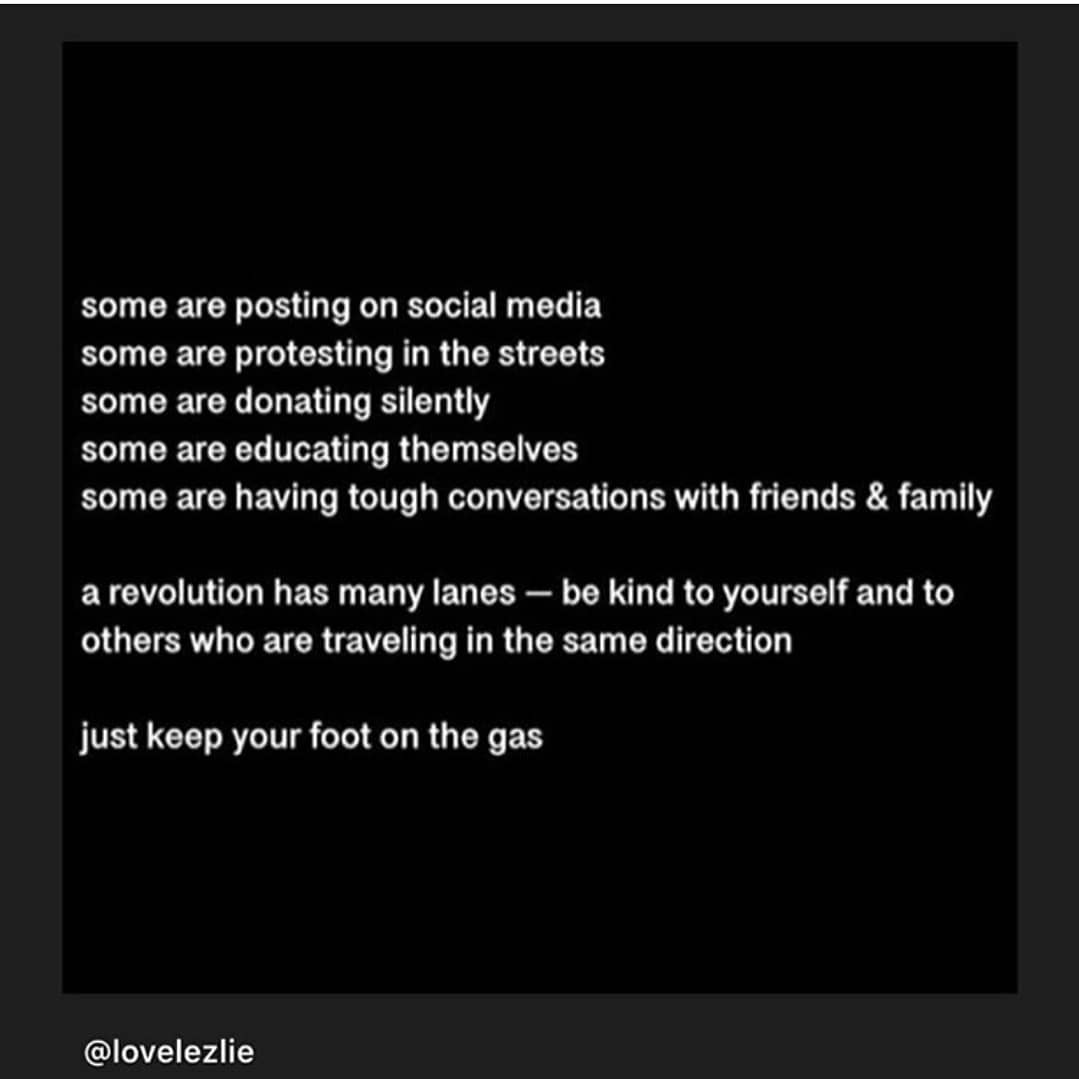 some are posting on social media
some are protesting in the streets
some are donating silently
some are educating themselves
some are having tough conversations with friends & family
a revolution has many lanes — be kind to yourself and to
others who are traveling in the same direction
just keep your foot on the gas
@lovelezlie